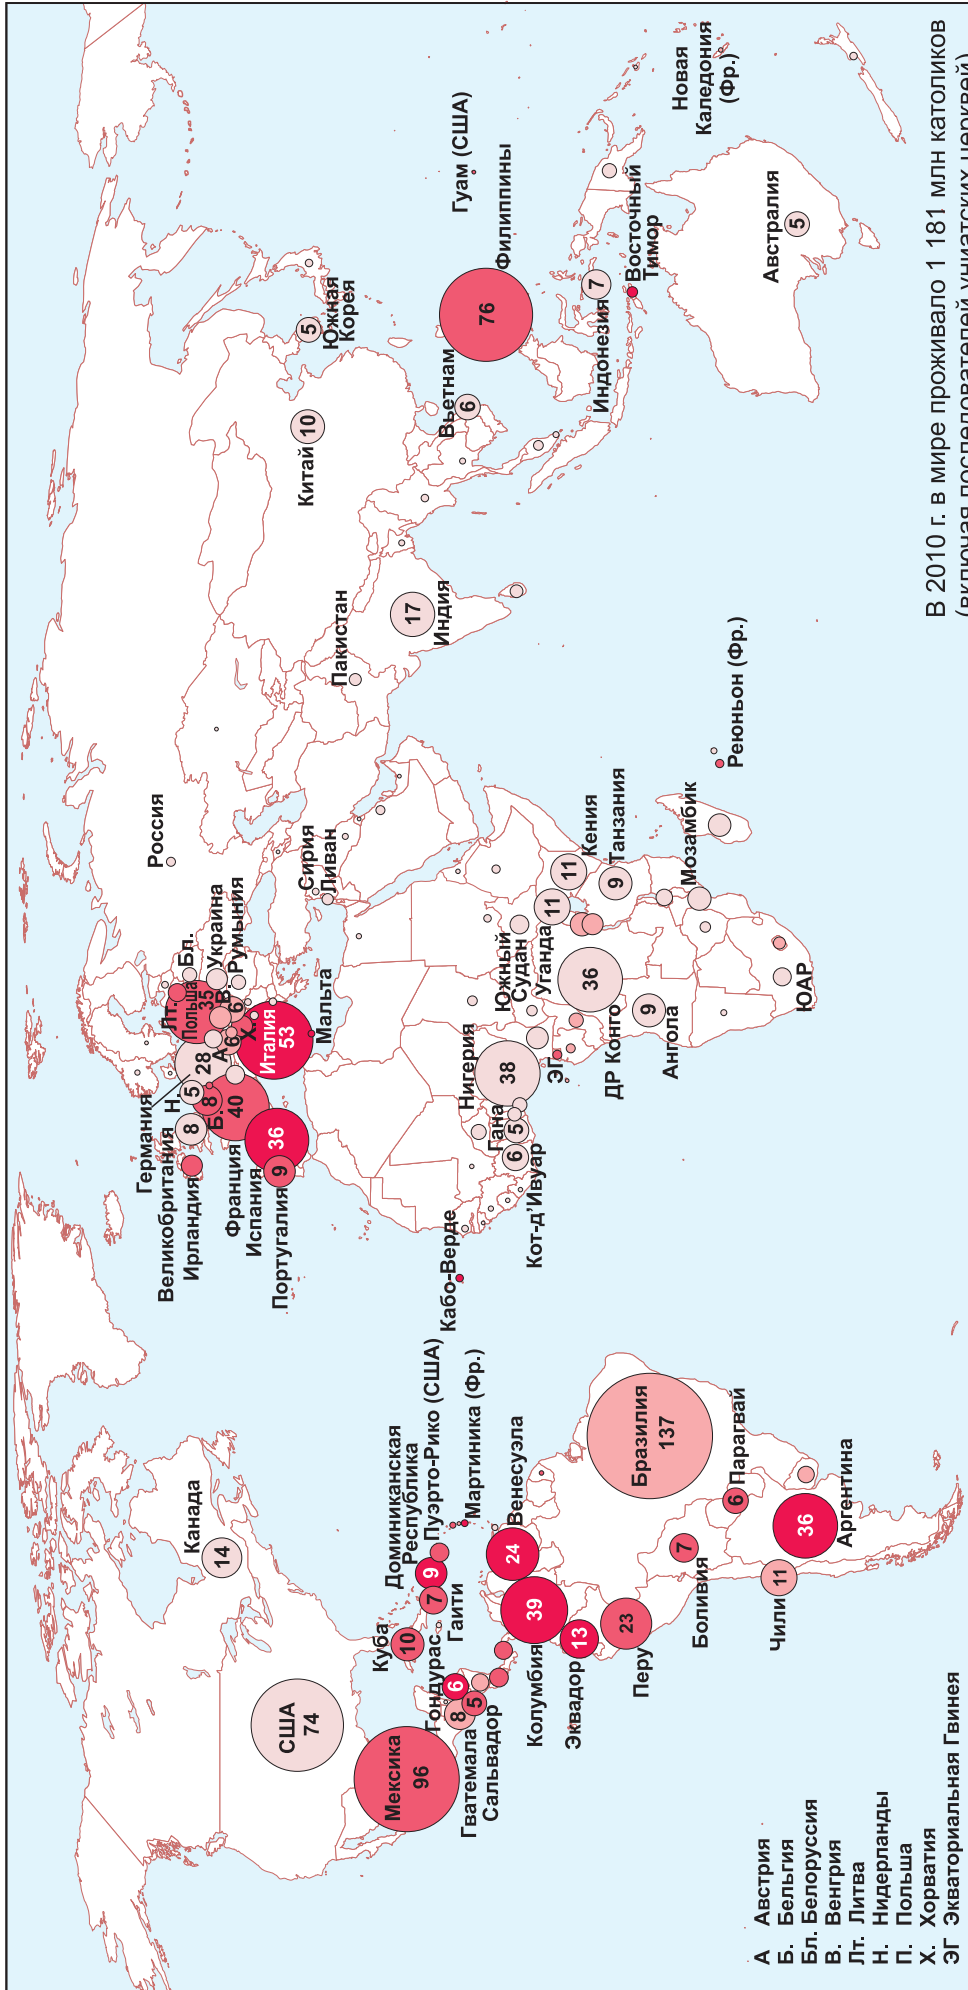 Канада
14
США
74
Мексика
96
Куба
10
Доминиканская
Республика
9
Пуэрто-Рико (США)
Мартиника (Фр.)
7
Гаити
Гондурас
6
8
5
Гватемала
Сальвадор
Венесуэла
24
39
Колумбия
13
Эквадор
23
Перу
Бразилия
137
7
Боливия
6
Парагвай
11
Чили
36
Аргентина
Германия
Великобритания
Ирландия
Франция
Испания
Португалия
Н.
28
5
8
8
Б.
40
36
9
Лт.
Польша
35
Бл.
Украина
В.
6
Румыния
А
6
Х.
Италия
53
Мальта
Россия
Сирия
Ливан
Кабо-Верде
Нигерия
38
Гана
5
6
Кот-д'Ивуар
ЭГ
Южный
Судан
Уганда
11
11
Кения
9
Танзания
36
ДР Конго
9
Ангола
Мозамбик
ЮАР
Реюньон (Фр.)
Пакистан
17
Индия
Китай
10
5
Южная
Корея
Вьетнам
6
76
Филиппины
Гуам (США)
7
Индонезия
Восточный
Тимор
Новая
Каледония
(Фр.)
Австралия
5
А Австрия
Б. Бельгия
Бл. Белоруссия
В. Венгрия
Лт. Литва
Н. Нидерланды
П. Польша
Х. Хорватия
ЭГ Экваториальная Гвинея
В 2010 г. в мире проживало 1 181 млн католиков
(включая последователей униатских церквей)